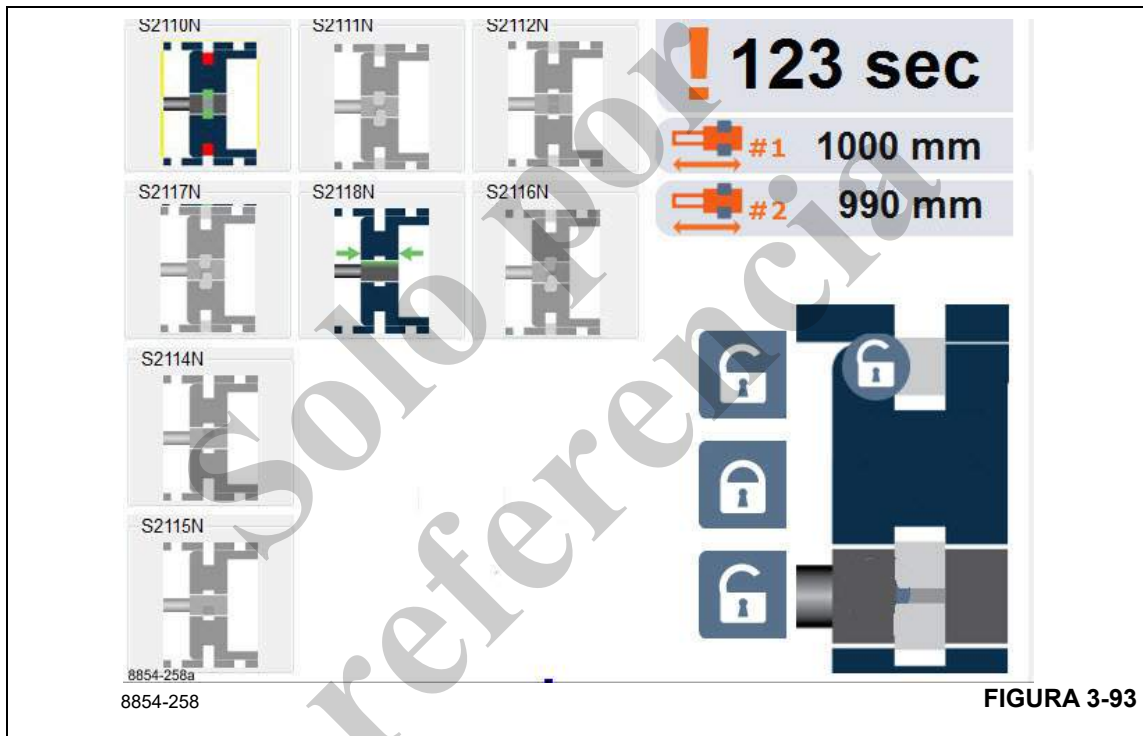 S2110N
S2111N
S2112N
! 123 sec
#1 1000 mm
S2117N
S2118N
S2116N
#2 990 mm
S2114N
S2115N
8854-258a
8854-258
FIGURA 3-93
Solo por
referencia